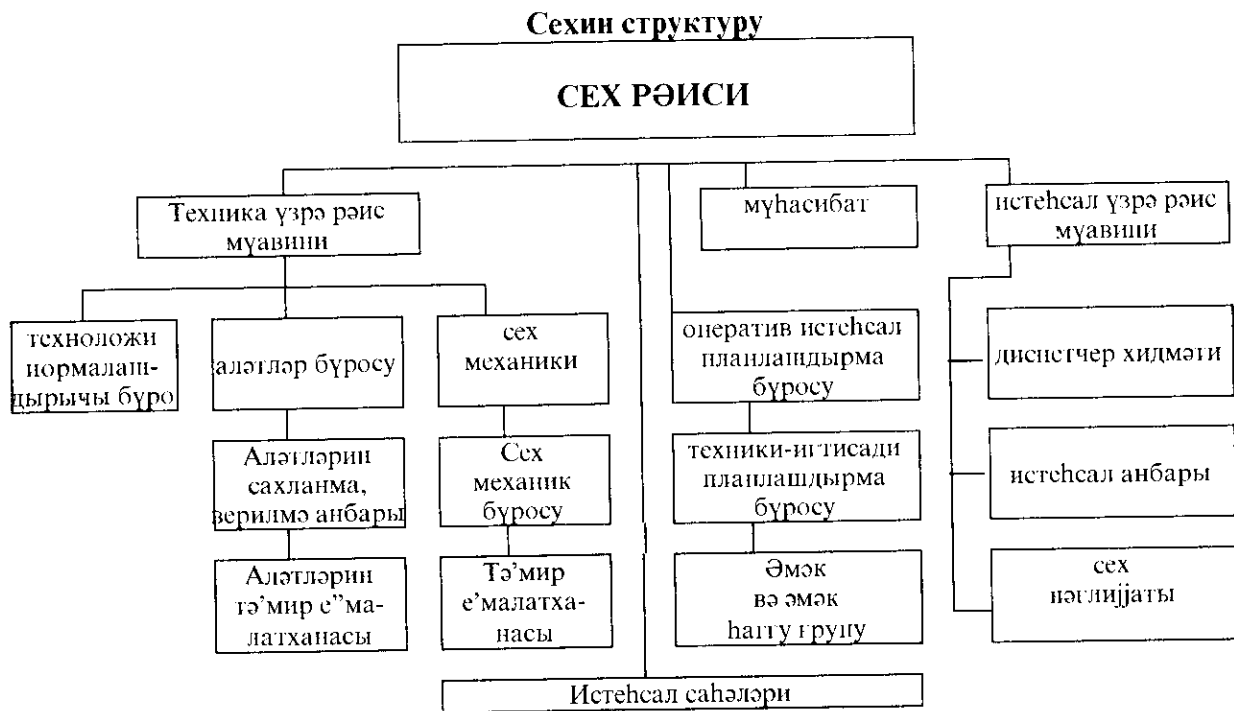 Сехин структуру
СЕХ РӘИСИ
Техника үзрә рәис
муавини
мүһасибат
истеһсал үзрә рәис
муавини
техноложи
нормалаш-
дырычы бүро
аләтләр бүросу
сех
механики
оператив истеһсал
планлашдырма
бүросу
диспетчер хидмәти
Аләтләрин
сахланма,
верилмә анбары
Сех
механик
бүросу
техники-игтисади
планлашдырма
бүросу
истеһсал анбары
Аләтләрин
тә’мир е”ма-
латханасы
Тә’мир
е’малатха-
насы
Әмәк
вә әмәк
һаггу групу
сех
нәглијјаты
Истеһсал саһәләри